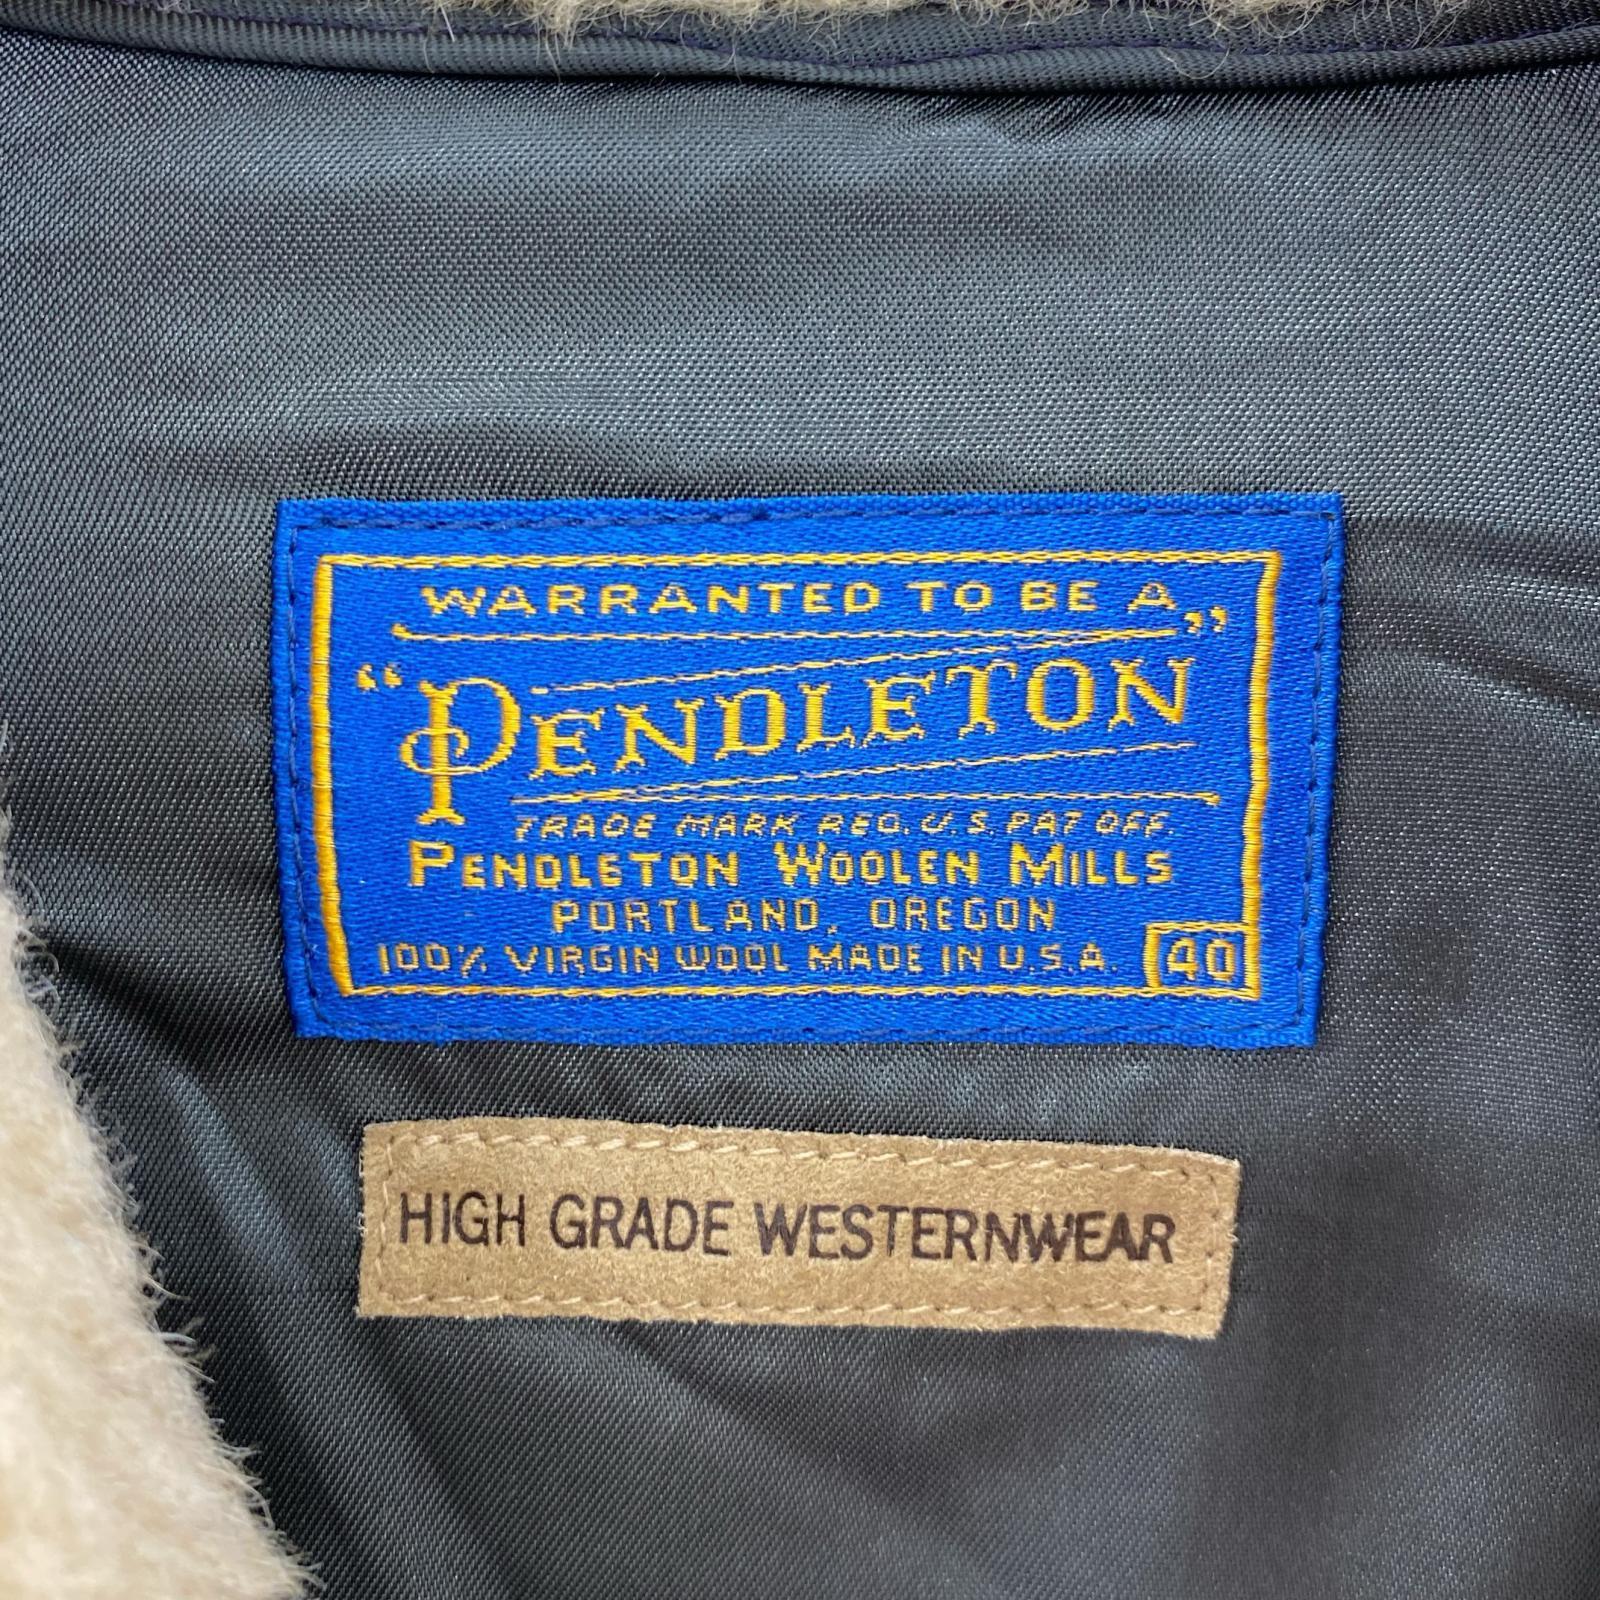 WARRANTED TO BE A
"PENDLETON"
TRADE MARK REG. U.S. PAT OFF.
PENDLETON WOOLEN MILLS
PORTLAND, OREGON
100% VIRGIN WOOL MADE IN U.S.A. 40
HIGH GRADE WESTERNWEAR